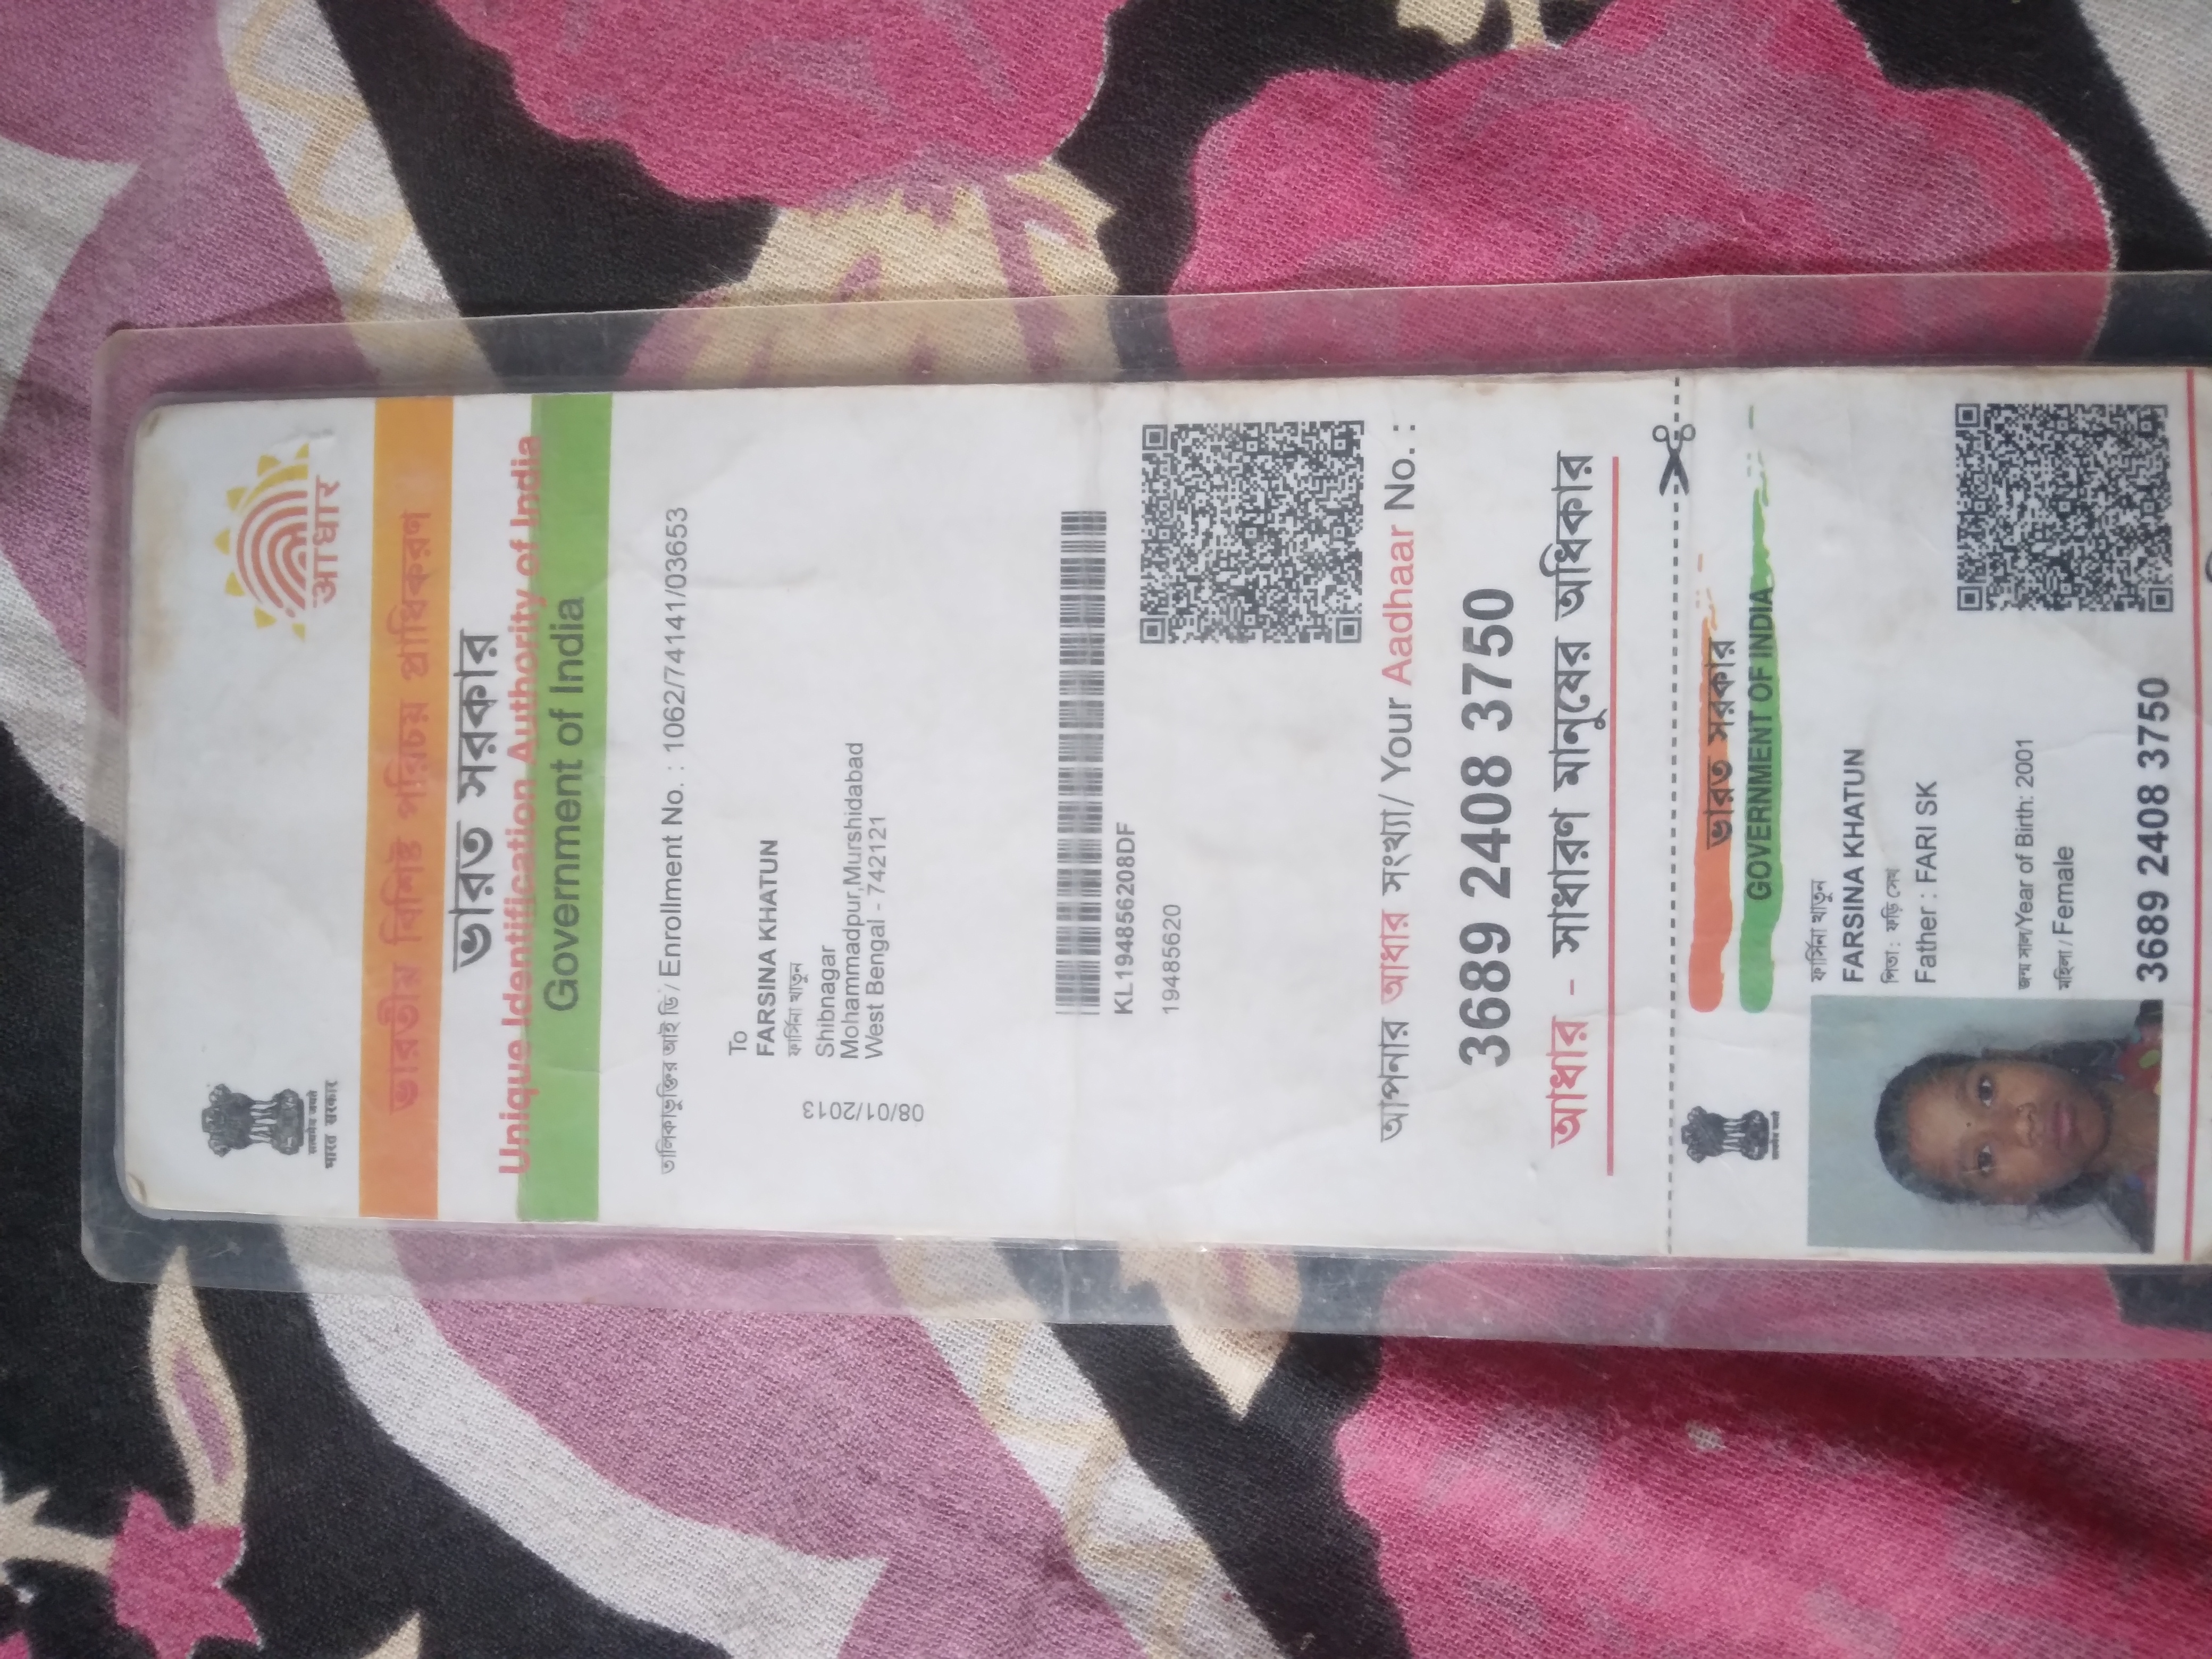 सत्यमेव जयते
भारत सरकार
आधार
ভারতীয় বিশিষ্ট পরিচয় প্রাধিকরণ
ভারত সরকার
Unique Identification Authority of India
Government of India
তালিকাভুক্তির আই ডি / Enrollment No. : 1062/74141/03653
To
FARSINA KHATUN
ফার্সিনা খাতুন
Shibnagar
Mohammadpur,Murshidabad
West Bengal - 742121
08/01/2013
KL194856208DF
19485620
আপনার আধার সংখ্যা/ Your Aadhaar No. :
3689 2408 3750
আধার - সাধারণ মানুষের অধিকার
सत्यमेव जयते
ভারত সরকার
GOVERNMENT OF INDIA
ফার্সিনা খাতুন
FARSINA KHATUN
পিতা : ফড়ি সেখ
Father : FARI SK
জন্ম সাল/Year of Birth: 2001
মহিলা / Female
3689 2408 3750